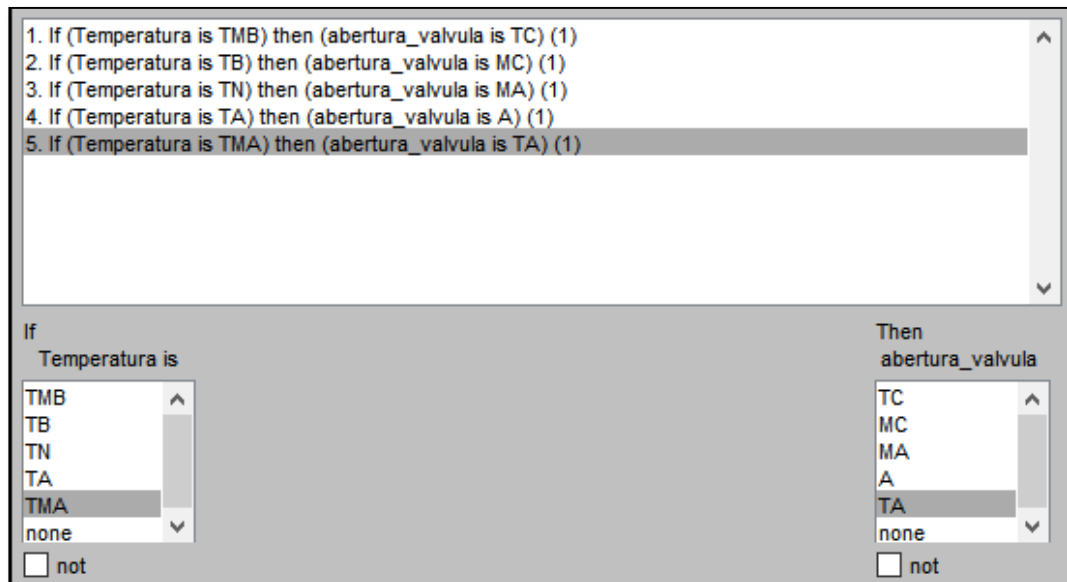 1. If (Temperatura is TMB) then (abertura_valvula is TC) (1)
2. If (Temperatura is TB) then (abertura_valvula is MC) (1)
3. If (Temperatura is TN) then (abertura_valvula is MA) (1)
4. If (Temperatura is TA) then (abertura_valvula is A) (1)
5. If (Temperatura is TMA) then (abertura_valvula is TA) (1)
If
Temperatura is
TMB
TB
TN
TA
TMA
none
not
Then
abertura_valvula
TC
MC
MA
A
TA
none
not